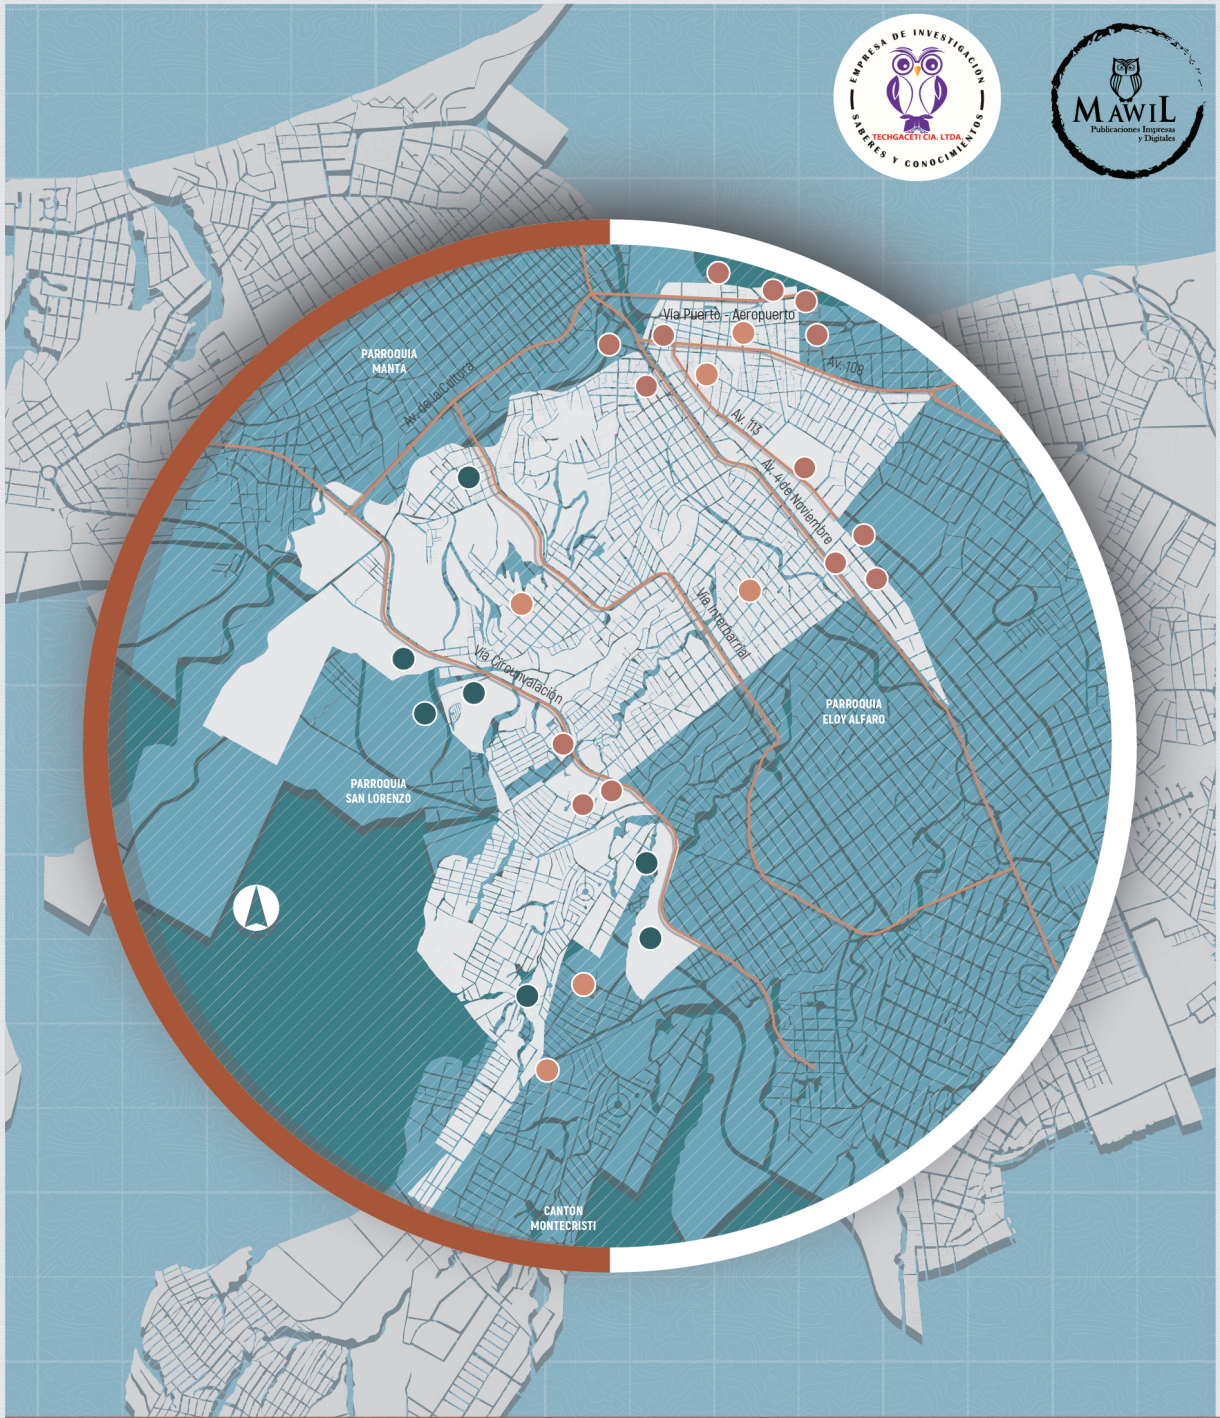 EMPRESA DE INVESTIGACIÓN
SABERES Y CONOCIMIENTOS
TECHGACETI CIA. LTDA.
MAWIL
Publicaciones Impresas
y Digitales
Vía Puerto - Aeropuerto
PARROQUIA
MANTA
Av. de la Cultura
Av. 108
Av. 113
Av. 4 de Noviembre
Vía Interbarrial
Vía Circunvalación
PARROQUIA
ELOY ALFARO
PARROQUIA
SAN LORENZO
CANTÓN
MONTECRISTI